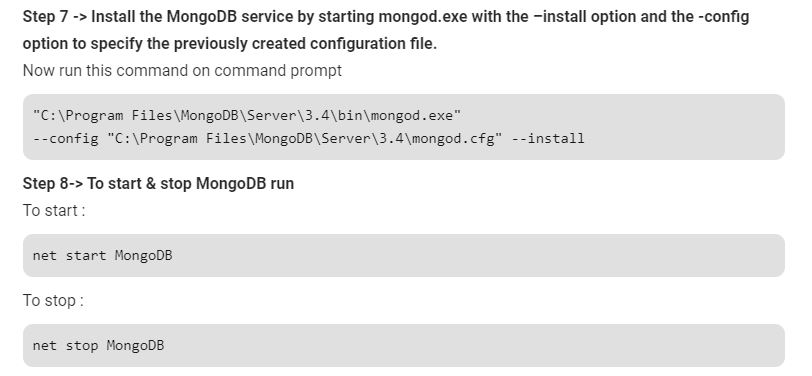 Step 7 -> Install the MongoDB service by starting mongod.exe with the –install option and the -config
option to specify the previously created configuration file.
Now run this command on command prompt
"C:\Program Files\MongoDB\Server\3.4\bin\mongod.exe"
--config "C:\Program Files\MongoDB\Server\3.4\mongod.cfg" --install
Step 8-> To start & stop MongoDB run
To start :
net start MongoDB
To stop :
net stop MongoDB